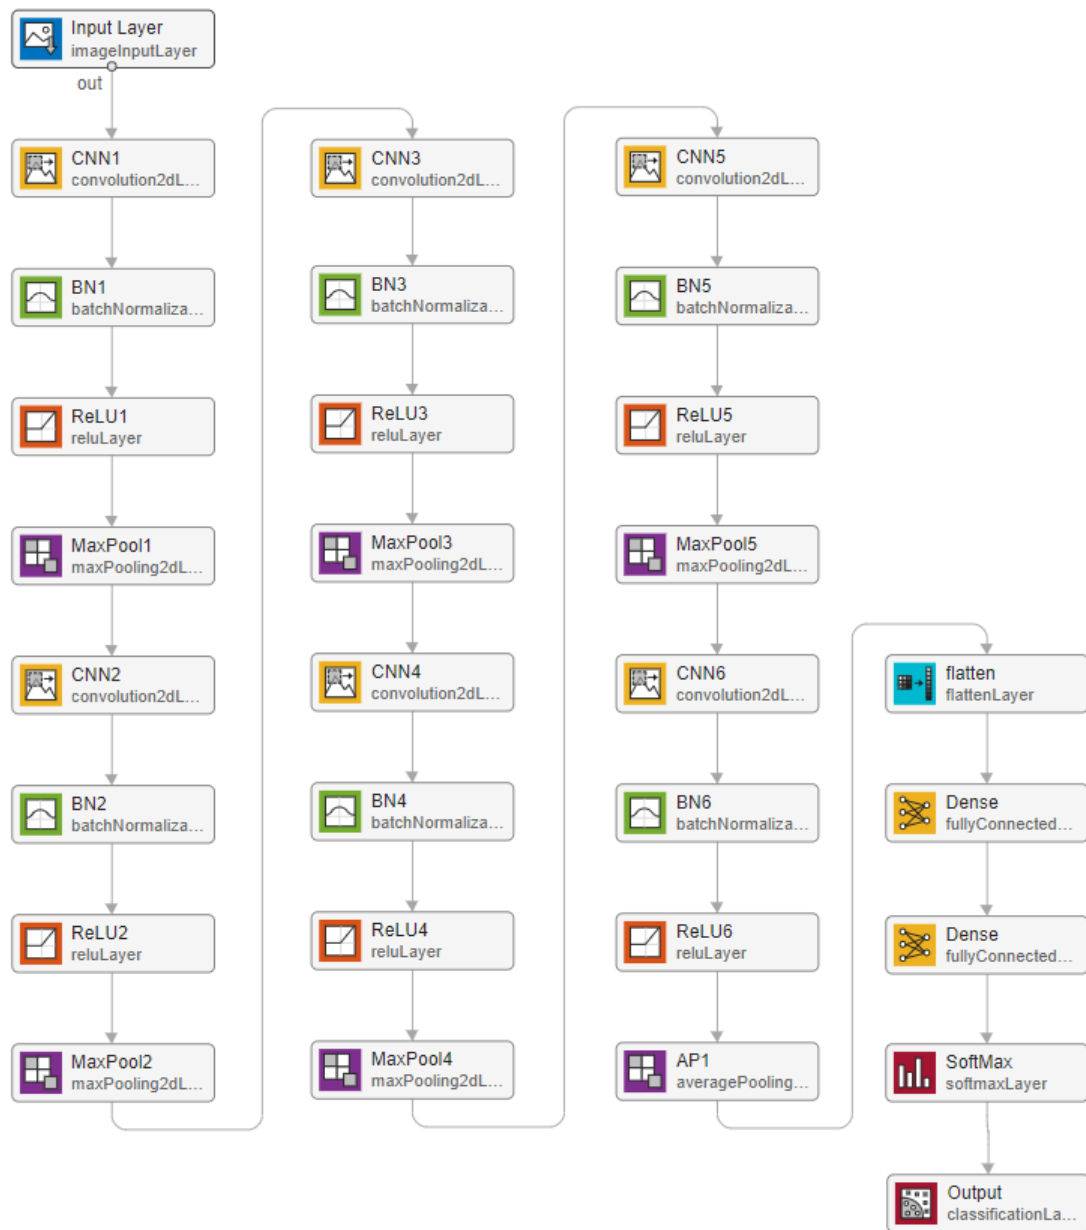 Input Layer
imageInputLayer
out
CNN1
convolution2dL...
BN1
batchNormaliza...
ReLU1
reluLayer
MaxPool1
maxPooling2dL...
CNN2
convolution2dL...
BN2
batchNormaliza...
ReLU2
reluLayer
MaxPool2
maxPooling2dL...
CNN3
convolution2dL...
BN3
batchNormaliza...
ReLU3
reluLayer
MaxPool3
maxPooling2dL...
CNN4
convolution2dL...
BN4
batchNormaliza...
ReLU4
reluLayer
MaxPool4
maxPooling2dL...
CNN5
convolution2dL...
BN5
batchNormaliza...
ReLU5
reluLayer
MaxPool5
maxPooling2dL...
CNN6
convolution2dL...
BN6
batchNormaliza...
ReLU6
reluLayer
AP1
averagePooling...
flatten
flattenLayer
Dense
fullyConnected...
Dense
fullyConnected...
SoftMax
softmaxLayer
Output
classificationLa...